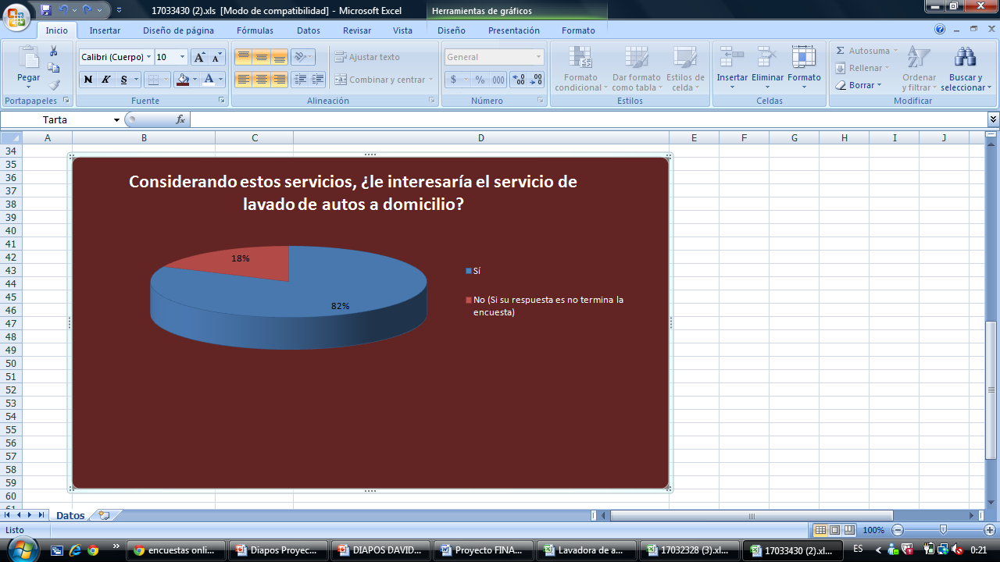 17033430 (2).xls [Modo de compatibilidad] - Microsoft Excel
Herramientas de gráficos
Inicio Insertar Diseño de página Fórmulas Datos Revisar Vista Diseño Presentación Formato
Pegar
Portapapeles
Calibri (Cuerpo) 10
N K S
Fuente
Ajustar texto
Combinar y centrar
Alineación
General
$ % 000
Número
Formato condicional
Dar formato como tabla
Estilos de celda
Estilos
Insertar Eliminar Formato
Celdas
Autosuma
Rellenar
Borrar
Ordenar y filtrar
Buscar y seleccionar
Modificar
Tarta
fx
A B C D E F G H I J
34
35
36
37
38
39
40
41
42
43
44
45
46
47
48
49
50
51
52
53
54
55
56
57
58
59
60
61
Considerando estos servicios, ¿le interesaría el servicio de
lavado de autos a domicilio?
18%
82%
Sí
No (Si su respuesta es no termina la
encuesta)
Datos
Listo
100%
encuestas onli...
Diapos Proyec...
DIAPOS DAVID...
Proyecto FINA...
Lavadora de a...
17032328 (3).xl...
17033430 (2).xl...
ES
0:21